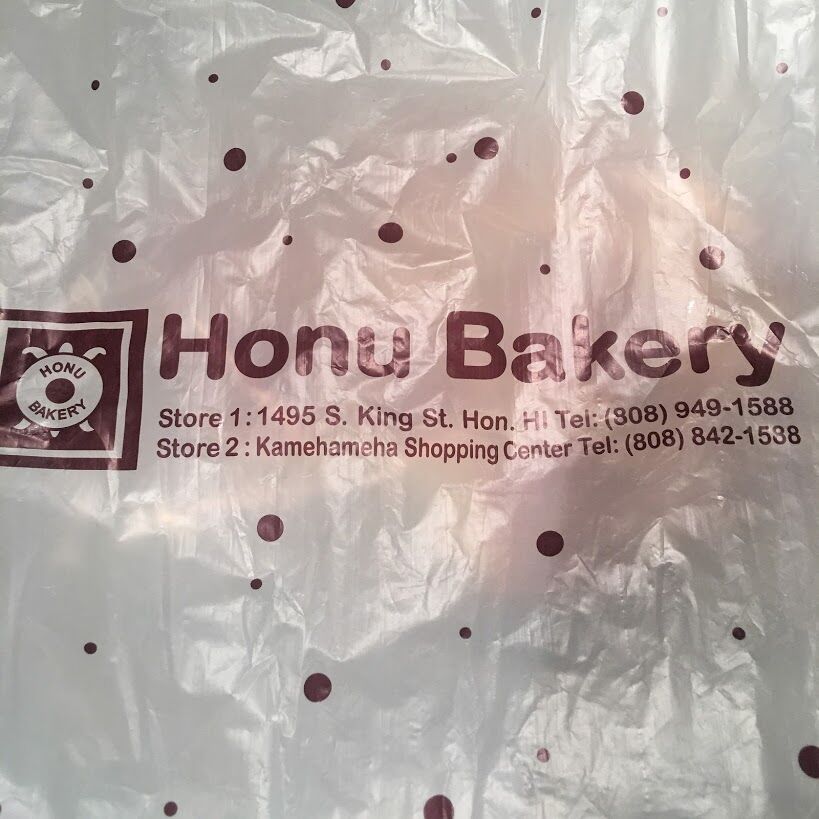 HONU
BAKERY
Honu Bakery
Store 1:1495 S. King St. Hon. HI Tel: (808) 949-1588
Store 2: Kamehameha Shopping Center Tel: (808) 842-1538